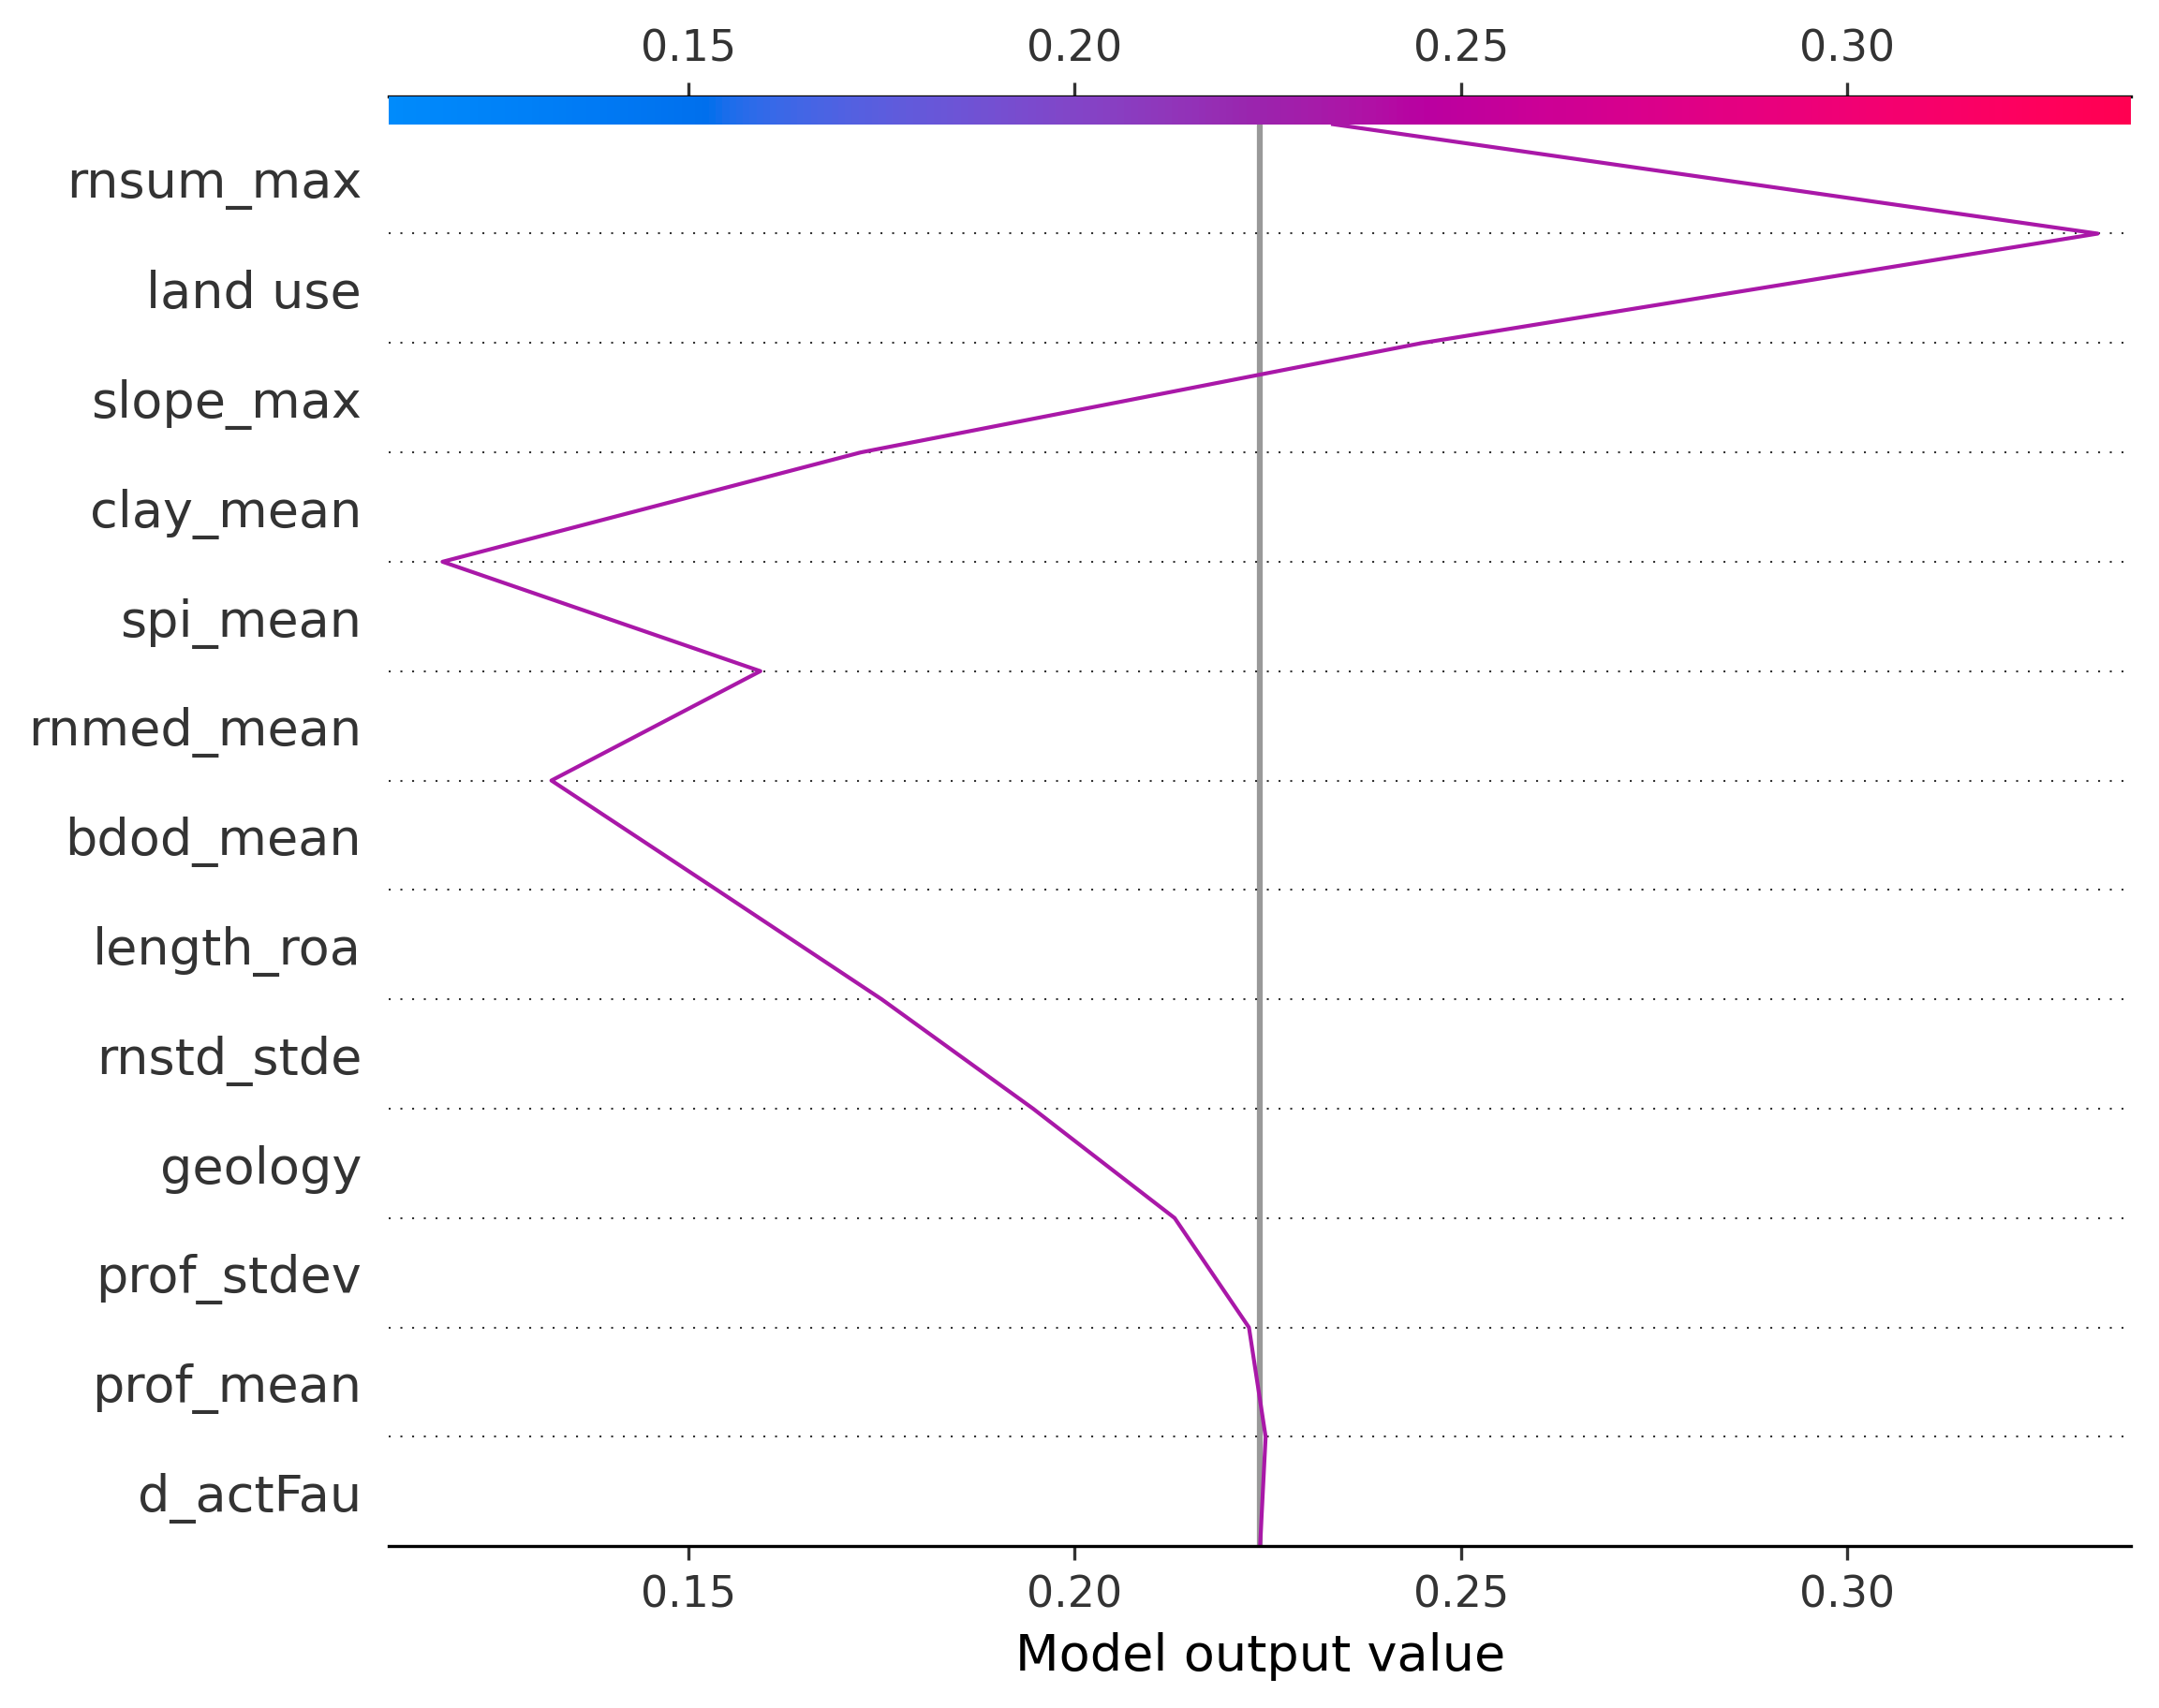 0.15 0.20 0.25 0.30
rnsum_max
land use
slope_max
clay_mean
spi_mean
rnmed_mean
bdod_mean
length_roa
rnstd_stde
geology
prof_stdev
prof_mean
d_actFau
0.15 0.20 0.25 0.30
Model output value